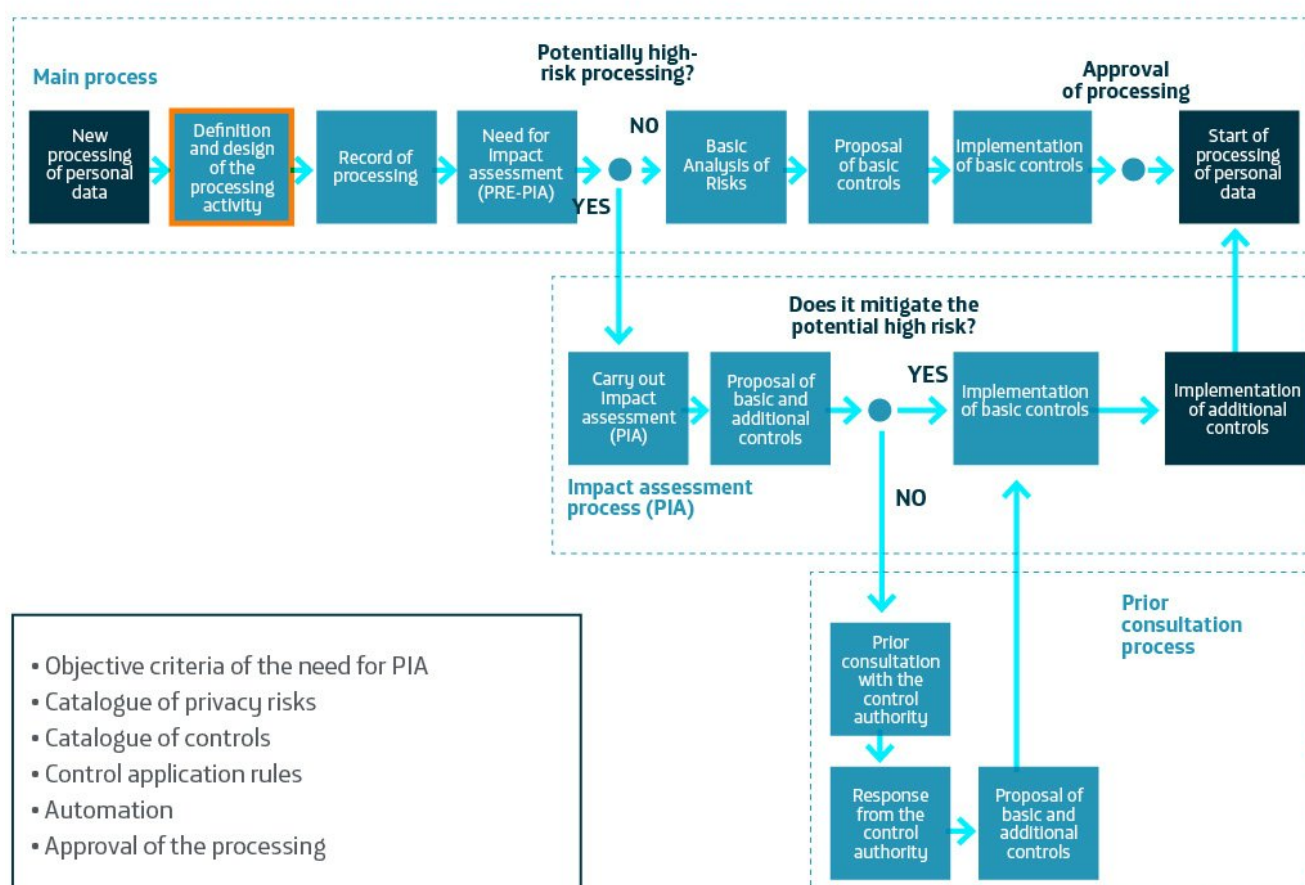 Main process
Potentially high-
risk processing?
Approval
of processing
New
processing
of personal
data
Definition
and design
of the
processing
activity
Record of
processing
Need for
Impact
assessment
(PRE-PIA)
NO
YES
Basic
Analysis of
Risks
Proposal
of basic
controls
Implementation
of basic controls
Start of
processing
of personal
data
Does it mitigate the
potential high risk?
Carry out
Impact
assessment
(PIA)
Proposal of
basic and
additional
controls
YES
NO
Implementation
of basic controls
Implementation
of additional
controls
Impact assessment
process (PIA)
Prior
consultation
process
Prior
consultation
with the
control
authority
Response
from the
control
authority
Proposal of
basic and
additional
controls
• Objective criteria of the need for PIA
• Catalogue of privacy risks
• Catalogue of controls
• Control application rules
• Automation
• Approval of the processing